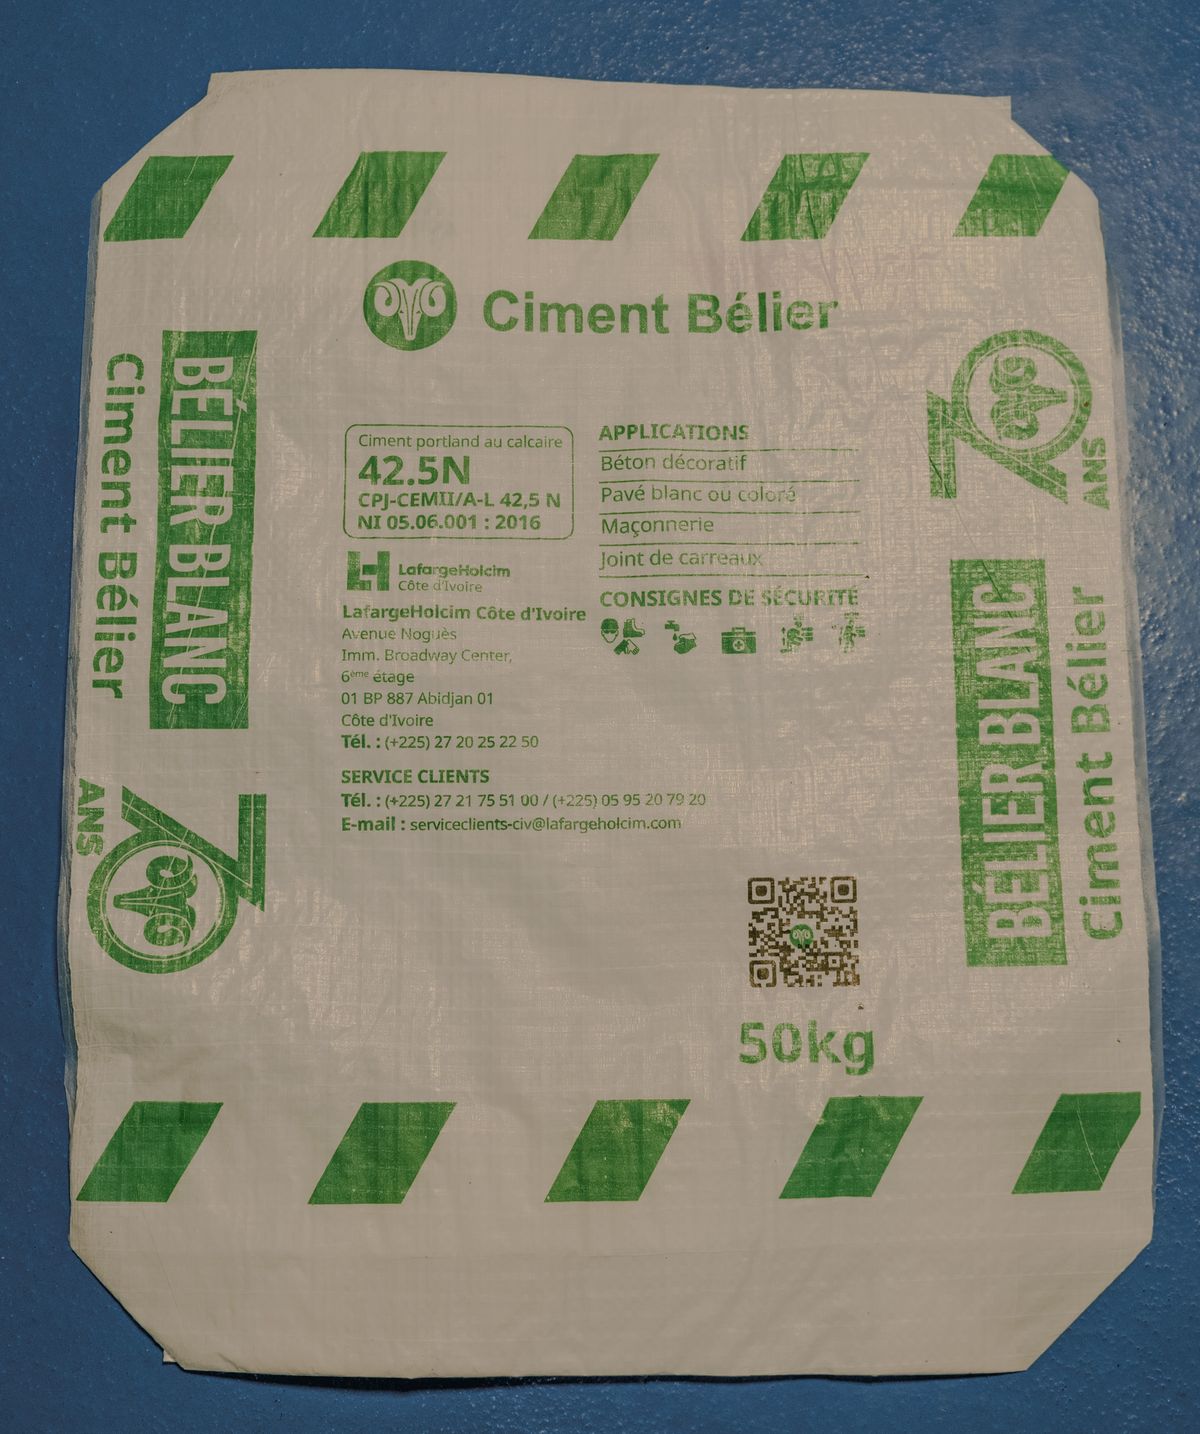 Ciment Bélier
BÉLIER BLANC
Ciment Bélier
70
ANS
Ciment portland au calcaire
42.5N
CPJ-CEMII/A-L 42,5 N
NI 05.06.001 : 2016
LafargeHolcim
Côte d'Ivoire
LafargeHolcim Côte d'Ivoire
Avenue Noguès
Imm. Broadway Center,
6ème étage
01 BP 887 Abidjan 01
Côte d'Ivoire
Tél. : (+225) 27 20 25 22 50
SERVICE CLIENTS
Tél. : (+225) 27 21 75 51 00 / (+225) 05 95 20 79 20
E-mail : serviceclients-civ@lafargeholcim.com
APPLICATIONS
Béton décoratif
Pavé blanc ou coloré
Maçonnerie
Joint de carreaux
CONSIGNES DE SÉCURITÉ
50kg
70
ANS
BÉLIER BLANC
Ciment Bélier